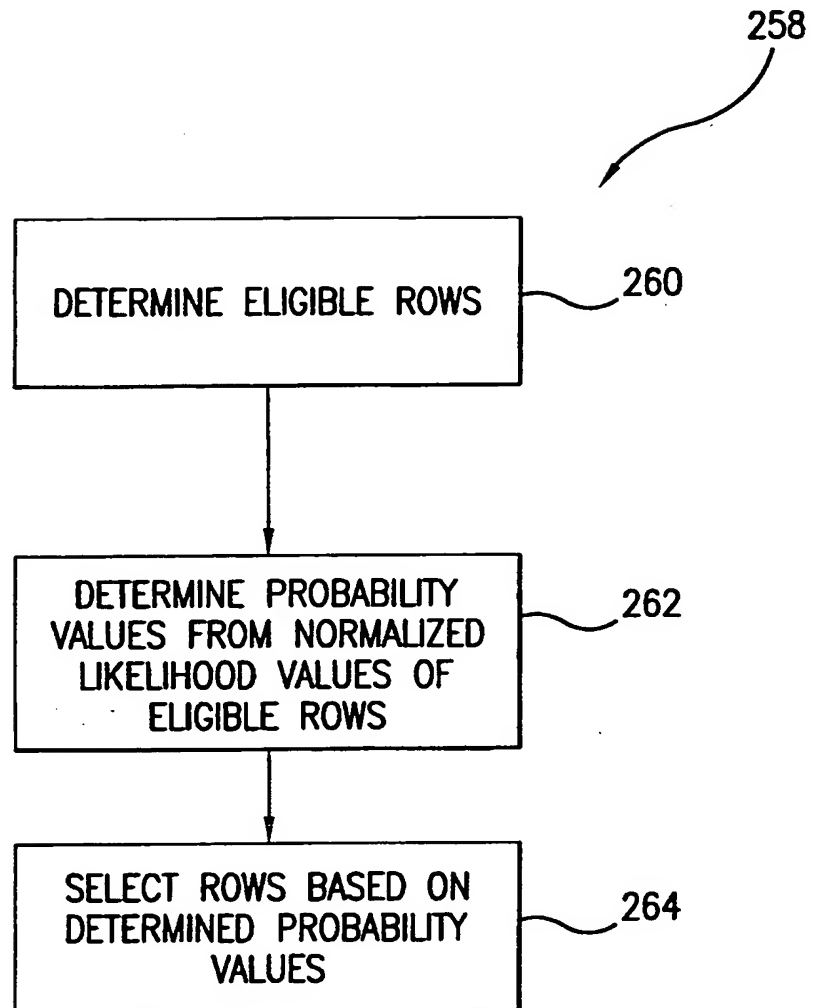 258
DETERMINE ELIGIBLE ROWS
260
DETERMINE PROBABILITY
VALUES FROM NORMALIZED
LIKELIHOOD VALUES OF
ELIGIBLE ROWS
262
SELECT ROWS BASED ON
DETERMINED PROBABILITY
VALUES
264